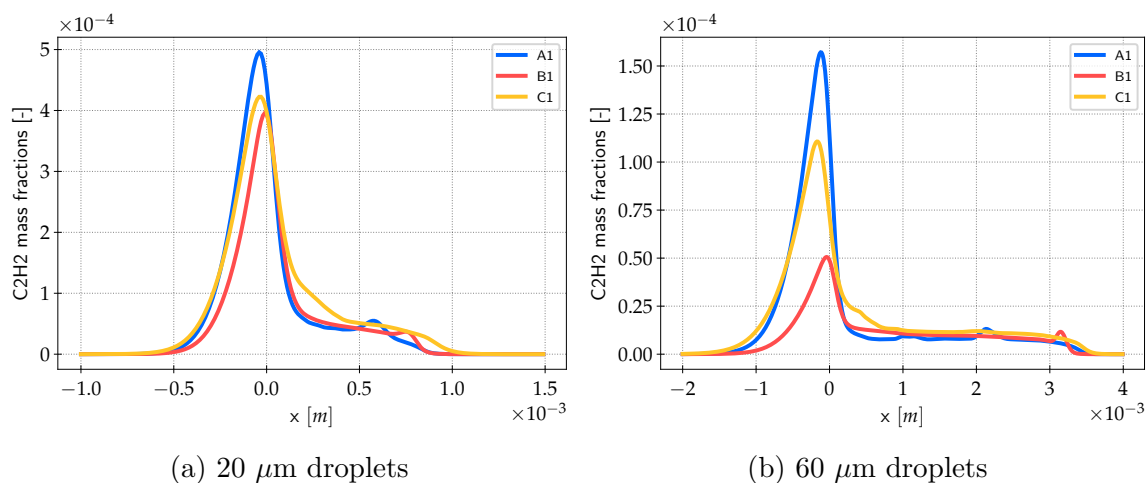 ×10⁻⁴
5
4
3
2
1
0
C2H2 mass fractions [-]
A1
B1
C1
−1.0
−0.5
0.0
0.5
1.0
1.5
x [m]
×10⁻³
(a) 20 μm droplets
×10⁻⁴
1.50
1.25
1.00
0.75
0.50
0.25
0.00
C2H2 mass fractions [-]
A1
B1
C1
−2
−1
0
1
2
3
4
x [m]
×10⁻³
(b) 60 μm droplets